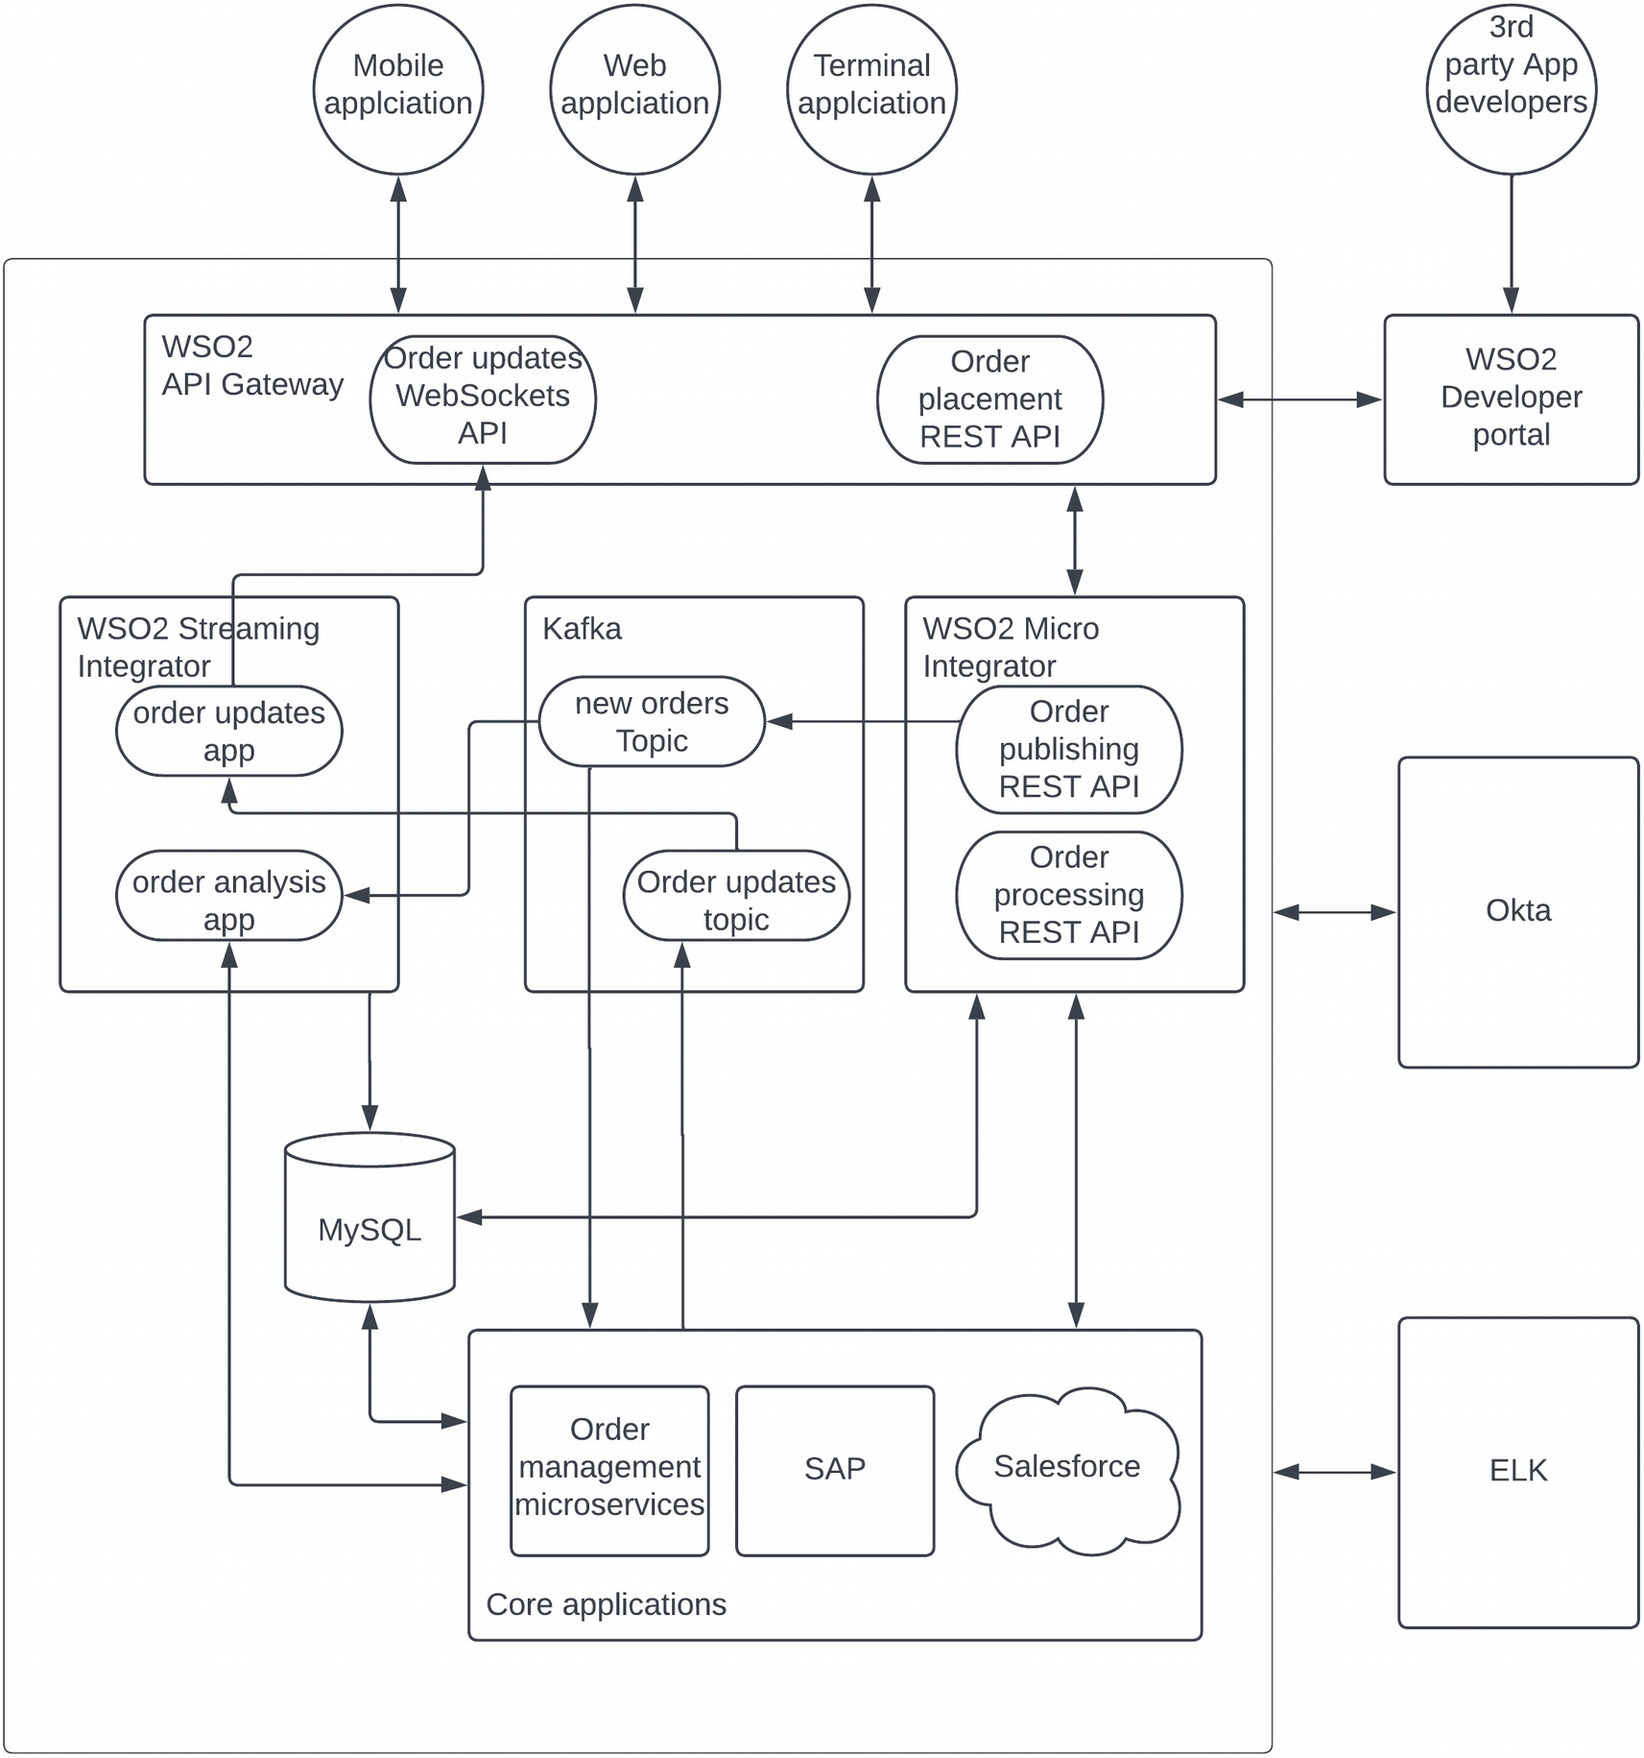 Mobile
applciation
Web
applciation
Terminal
applciation
3rd
party App
developers
WSO2
API Gateway
Order updates
WebSockets
API
Order
placement
REST API
WSO2
Developer
portal
WSO2 Streaming
Integrator
order updates
app
order analysis
app
Kafka
new orders
Topic
Order updates
topic
WSO2 Micro
Integrator
Order
publishing
REST API
Order
processing
REST API
Okta
MySQL
Order
management
microservices
SAP
Salesforce
Core applications
ELK